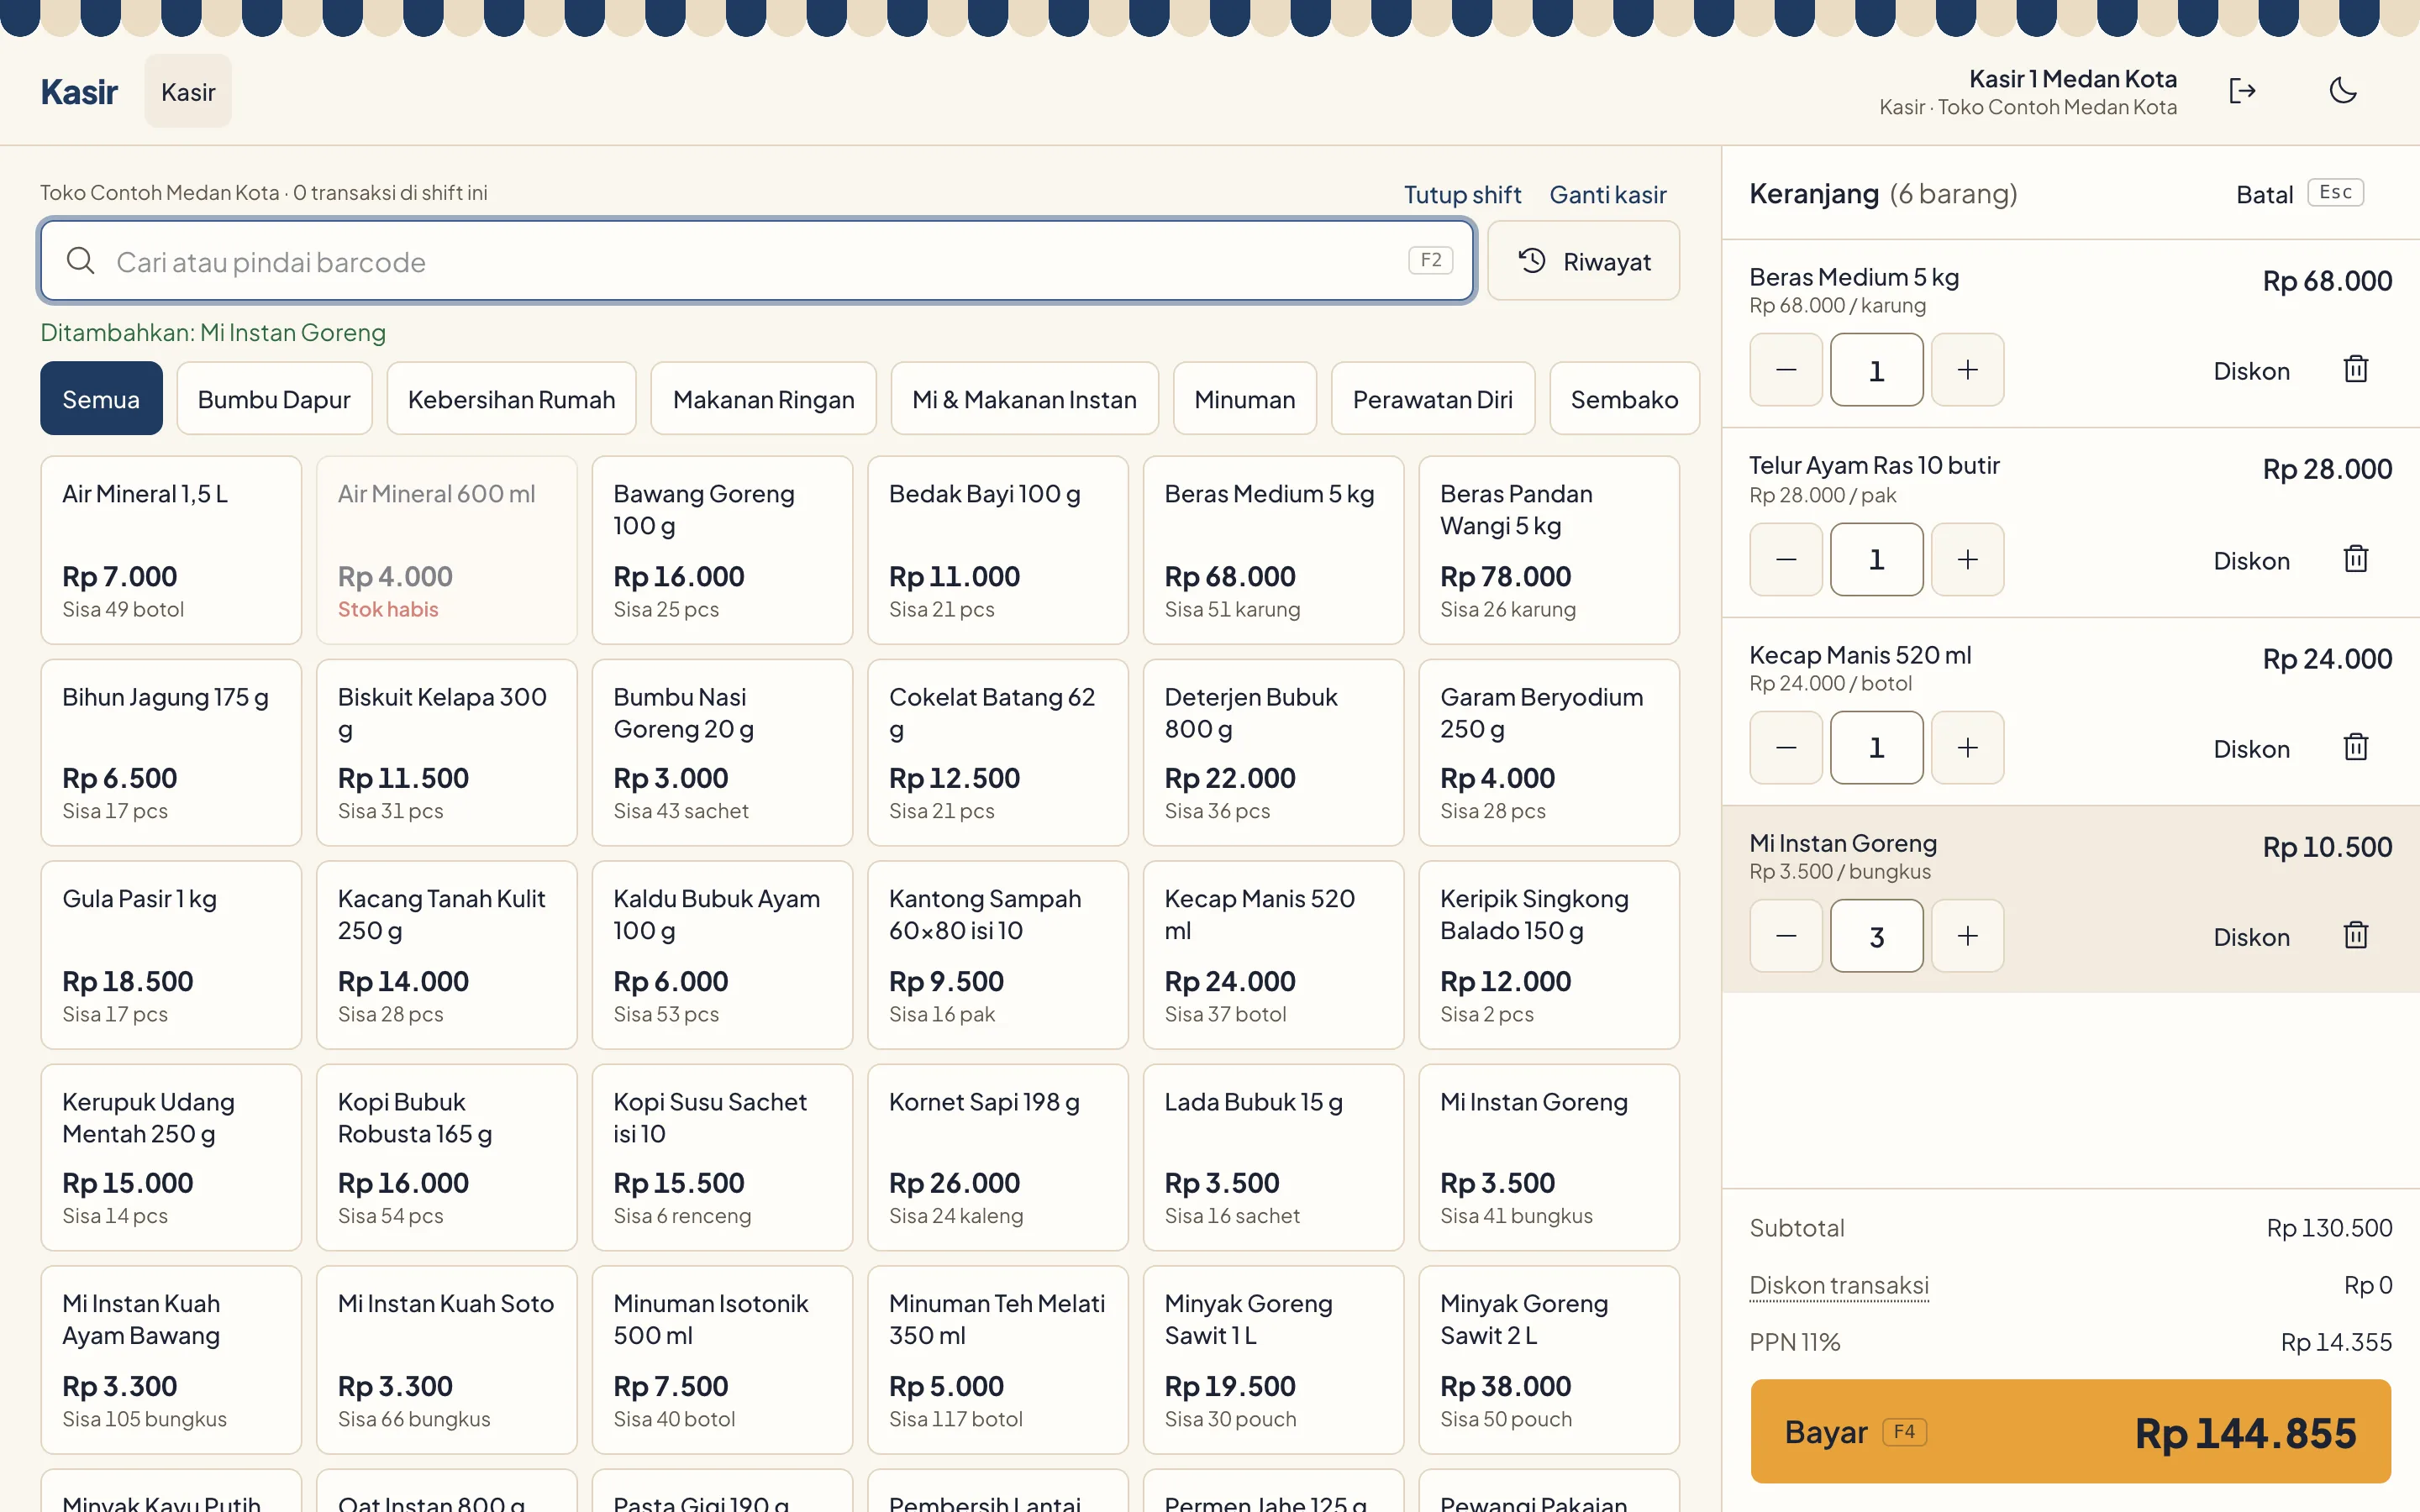 Kasir
Kasir
Kasir 1 Medan Kota
Kasir · Toko Contoh Medan Kota
Toko Contoh Medan Kota · 0 transaksi di shift ini
Tutup shift
Ganti kasir
Cari atau pindai barcode
F2
Riwayat
Ditambahkan: Mi Instan Goreng
Semua
Bumbu Dapur
Kebersihan Rumah
Makanan Ringan
Mi & Makanan Instan
Minuman
Perawatan Diri
Sembako
Air Mineral 1,5 L
Rp 7.000
Sisa 49 botol
Air Mineral 600 ml
Rp 4.000
Stok habis
Bawang Goreng
100 g
Rp 16.000
Sisa 25 pcs
Bedak Bayi 100 g
Rp 11.000
Sisa 21 pcs
Beras Medium 5 kg
Rp 68.000
Sisa 51 karung
Beras Pandan
Wangi 5 kg
Rp 78.000
Sisa 26 karung
Bihun Jagung 175 g
Rp 6.500
Sisa 17 pcs
Biskuit Kelapa 300
g
Rp 11.500
Sisa 31 pcs
Bumbu Nasi
Goreng 20 g
Rp 3.000
Sisa 43 sachet
Cokelat Batang 62
g
Rp 12.500
Sisa 21 pcs
Deterjen Bubuk
800 g
Rp 22.000
Sisa 36 pcs
Garam Beryodium
250 g
Rp 4.000
Sisa 28 pcs
Gula Pasir 1 kg
Rp 18.500
Sisa 17 pcs
Kacang Tanah Kulit
250 g
Rp 14.000
Sisa 28 pcs
Kaldu Bubuk Ayam
100 g
Rp 6.000
Sisa 53 pcs
Kantong Sampah
60×80 isi 10
Rp 9.500
Sisa 16 pak
Kecap Manis 520
ml
Rp 24.000
Sisa 37 botol
Keripik Singkong
Balado 150 g
Rp 12.000
Sisa 2 pcs
Kerupuk Udang
Mentah 250 g
Rp 15.000
Sisa 14 pcs
Kopi Bubuk
Robusta 165 g
Rp 16.000
Sisa 54 pcs
Kopi Susu Sachet
isi 10
Rp 15.500
Sisa 6 renceng
Kornet Sapi 198 g
Rp 26.000
Sisa 24 kaleng
Lada Bubuk 15 g
Rp 3.500
Sisa 16 sachet
Mi Instan Goreng
Rp 3.500
Sisa 41 bungkus
Mi Instan Kuah
Ayam Bawang
Rp 3.300
Sisa 105 bungkus
Mi Instan Kuah Soto
Rp 3.300
Sisa 66 bungkus
Minuman Isotonik
500 ml
Rp 7.500
Sisa 40 botol
Minuman Teh Melati
350 ml
Rp 5.000
Sisa 117 botol
Minyak Goreng
Sawit 1 L
Rp 19.500
Sisa 30 pouch
Minyak Goreng
Sawit 2 L
Rp 38.000
Sisa 50 pouch
Minyak Kayu Putih
Oat Instan 800 g
Pasta Gigi 190 g
Pembersih Lantai
Permen Jahe 125 g
Pewangi Pakaian
Keranjang (6 barang)
Batal Esc
Beras Medium 5 kg
Rp 68.000
Rp 68.000 / karung
1
Diskon
Telur Ayam Ras 10 butir
Rp 28.000
Rp 28.000 / pak
1
Diskon
Kecap Manis 520 ml
Rp 24.000
Rp 24.000 / botol
1
Diskon
Mi Instan Goreng
Rp 10.500
Rp 3.500 / bungkus
3
Diskon
Subtotal
Rp 130.500
Diskon transaksi
Rp 0
PPN 11%
Rp 14.355
Bayar F4
Rp 144.855